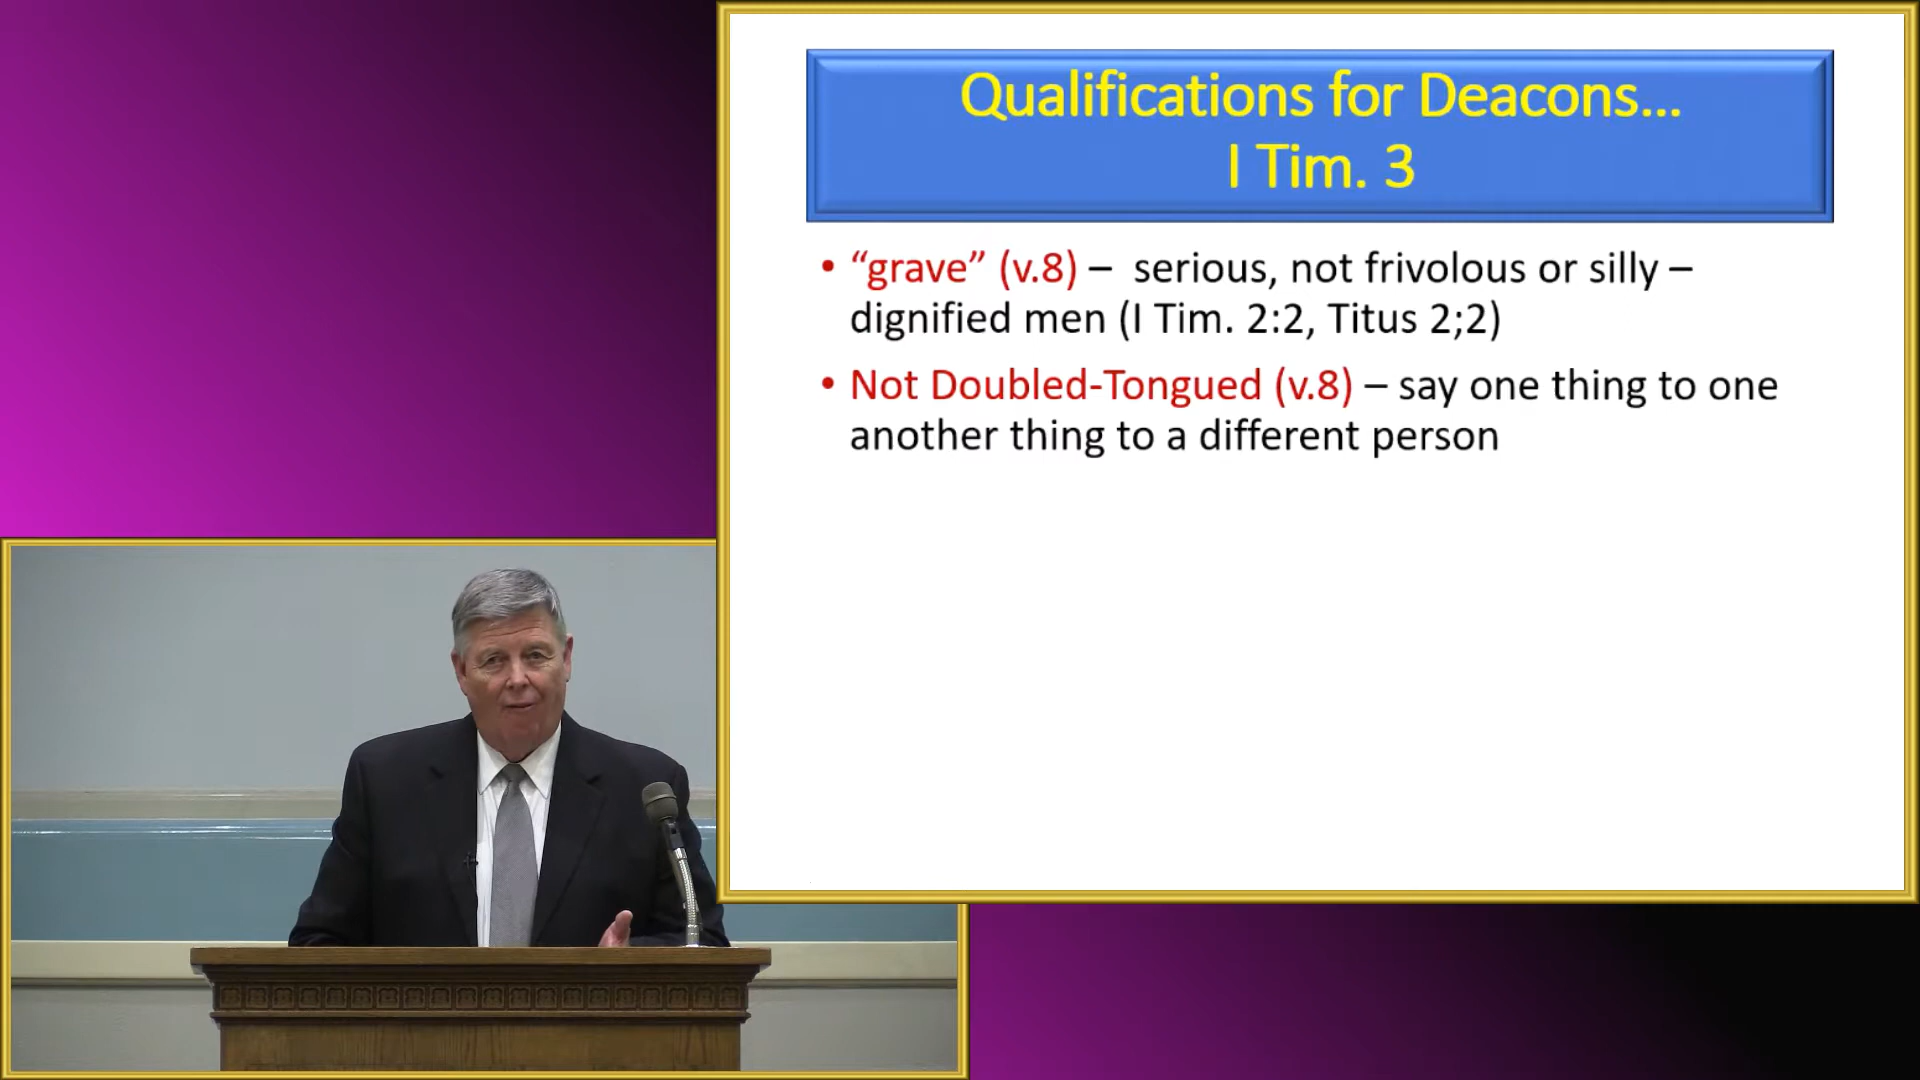 Qualifications for Deacons...
I Tim. 3
• “grave” (v.8) –  serious, not frivolous or silly –
dignified men (I Tim. 2:2, Titus 2;2)
• Not Doubled-Tongued (v.8) – say one thing to one
another thing to a different person